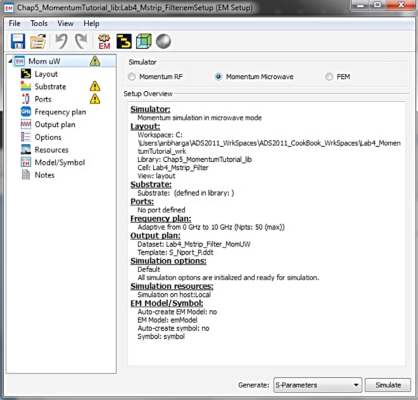 Chap5_MomentumTutorial_lib:Lab4_Mstrip_Filter:emSetup (EM Setup)
File Tools View Help
EM
Mom uW
Layout
Substrate
Ports
Frequency plan
Output plan
Options
Resources
Model/Symbol
Notes
Simulator
Momentum RF
Momentum Microwave
FEM
Setup Overview
Simulator:
Momentum simulation in microwave mode
Layout:
Workspace: C:
\Users\anbharga\ADS2011_WrkSpaces\ADS2011_CookBook_WrkSpaces\Lab4_Mom
entumTutorial_wrk
Library: Chap5_MomentumTutorial_lib
Cell: Lab4_Mstrip_Filter
View: layout
Substrate:
Substrate: (defined in library: )
Ports:
No port defined
Frequency plan:
Adaptive from 0 GHz to 10 GHz (Npts: 50 (max))
Output plan:
Dataset: Lab4_Mstrip_Filter_MomUW
Template: S_Nport_R.ddt
Simulation options:
Default
All simulation options are initialized and ready for simulation.
Simulation resources:
Simulation on host:Local
EM Model/Symbol:
Auto-create EM Model: no
EM Model: emModel
Auto-create symbol: no
Symbol: symbol
Generate: S-Parameters
Simulate